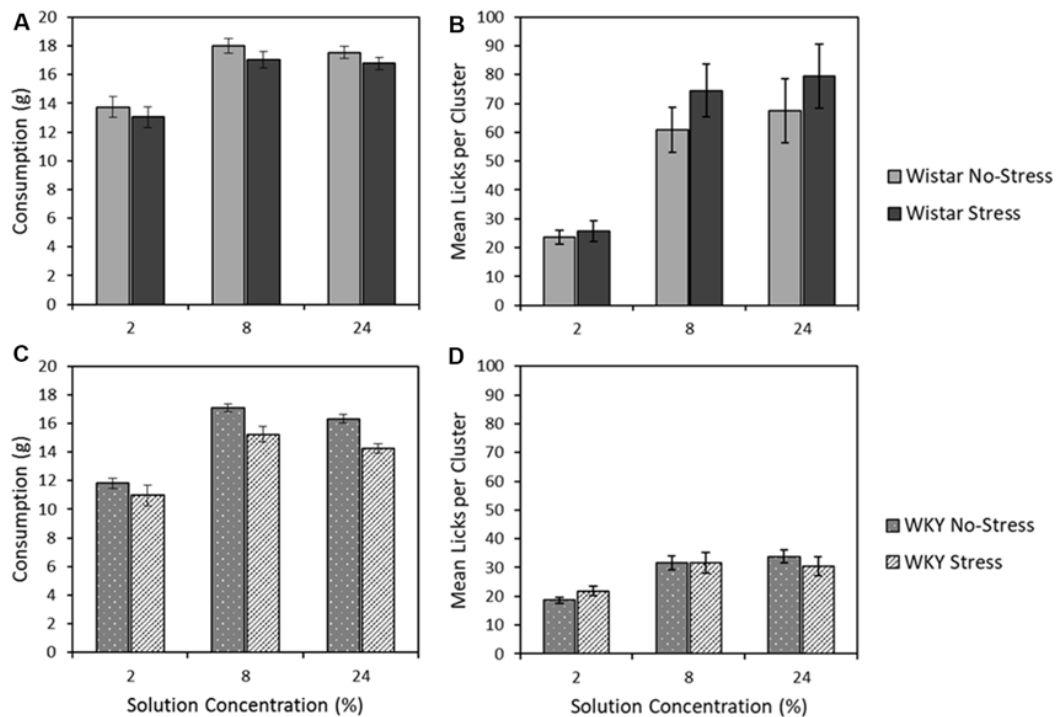 A
Consumption (g)
20
18
16
14
12
10
8
6
4
2
0
2 8 24
B
Mean Licks per Cluster
100
90
80
70
60
50
40
30
20
10
0
2 8 24
Wistar No-Stress
Wistar Stress
C
Consumption (g)
20
18
16
14
12
10
8
6
4
2
0
2 8 24
Solution Concentration (%)
D
Mean Licks per Cluster
100
90
80
70
60
50
40
30
20
10
0
2 8 24
Solution Concentration (%)
WKY No-Stress
WKY Stress